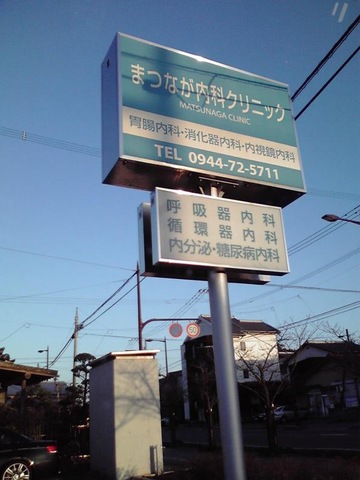 まつなが内科クリニック
MATSUNAGA CLINIC
胃腸内科・消化器内科・内視鏡内科
TEL 0944-72-5711
呼吸器内科
循環器内科
内分泌・糖尿病内科
50